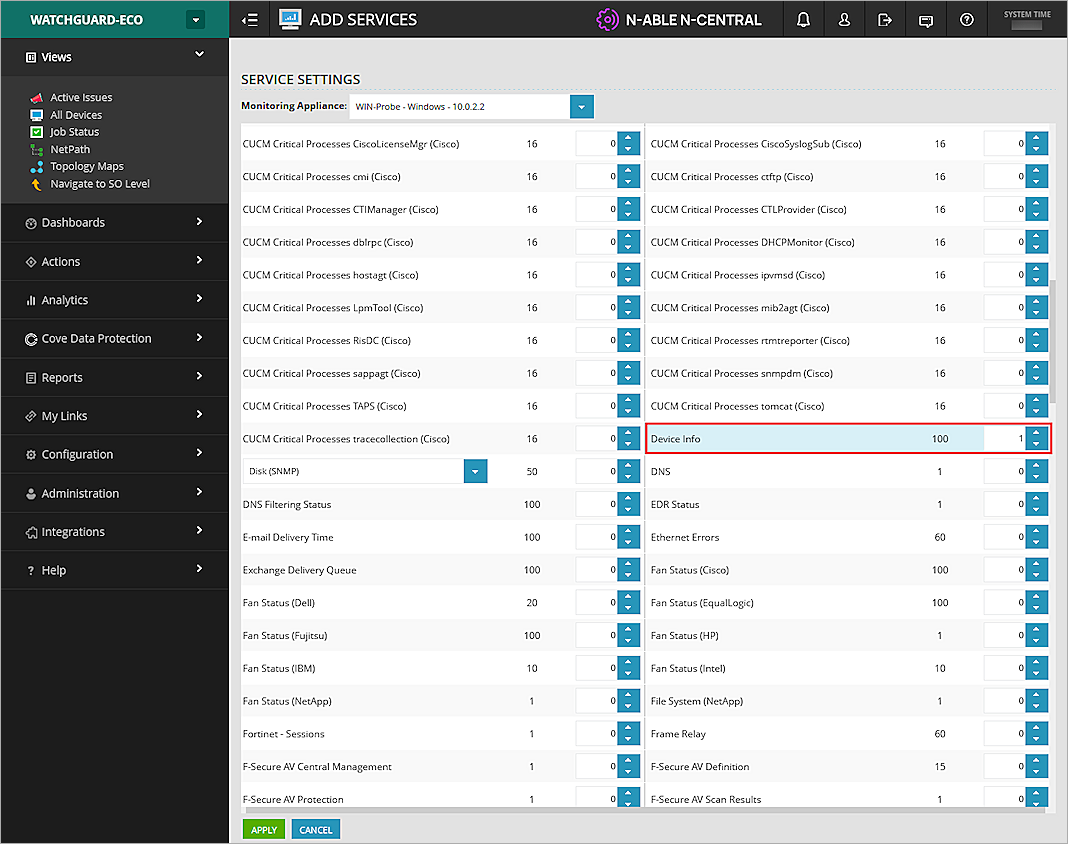 WATCHGUARD-ECO
ADD SERVICES
N-ABLE N-CENTRAL
SYSTEM TIME
Views
Active Issues
All Devices
Job Status
NetPath
Topology Maps
Navigate to SO Level
Dashboards
Actions
Analytics
Cove Data Protection
Reports
My Links
Configuration
Administration
Integrations
? Help
SERVICE SETTINGS
Monitoring Appliance: WIN-Probe - Windows - 10.0.2.2
CUCM Critical Processes CiscoLicenseMgr (Cisco) 16 0 CUCM Critical Processes CiscoSyslogSub (Cisco) 16 0
CUCM Critical Processes cmi (Cisco) 16 0 CUCM Critical Processes ctftp (Cisco) 16 0
CUCM Critical Processes CTIManager (Cisco) 16 0 CUCM Critical Processes CTLProvider (Cisco) 16 0
CUCM Critical Processes dblrpc (Cisco) 16 0 CUCM Critical Processes DHCPMonitor (Cisco) 16 0
CUCM Critical Processes hostagt (Cisco) 16 0 CUCM Critical Processes ipvmsd (Cisco) 16 0
CUCM Critical Processes LpmTool (Cisco) 16 0 CUCM Critical Processes mib2agt (Cisco) 16 0
CUCM Critical Processes RisDC (Cisco) 16 0 CUCM Critical Processes rtmtreporter (Cisco) 16 0
CUCM Critical Processes sappagt (Cisco) 16 0 CUCM Critical Processes snmpdm (Cisco) 16 0
CUCM Critical Processes TAPS (Cisco) 16 0 CUCM Critical Processes tomcat (Cisco) 16 0
CUCM Critical Processes tracecollection (Cisco) 16 0 Device Info 100 1
Disk (SNMP) 50 0 DNS 1 0
DNS Filtering Status 100 0 EDR Status 1 0
E-mail Delivery Time 100 0 Ethernet Errors 60 0
Exchange Delivery Queue 100 0 Fan Status (Cisco) 100 0
Fan Status (Dell) 20 0 Fan Status (EqualLogic) 100 0
Fan Status (Fujitsu) 100 0 Fan Status (HP) 1 0
Fan Status (IBM) 10 0 Fan Status (Intel) 10 0
Fan Status (NetApp) 1 0 File System (NetApp) 1 0
Fortinet - Sessions 1 0 Frame Relay 60 0
F-Secure AV Central Management 1 0 F-Secure AV Definition 15 0
F-Secure AV Protection 1 0 F-Secure AV Scan Results 1 0
APPLY CANCEL